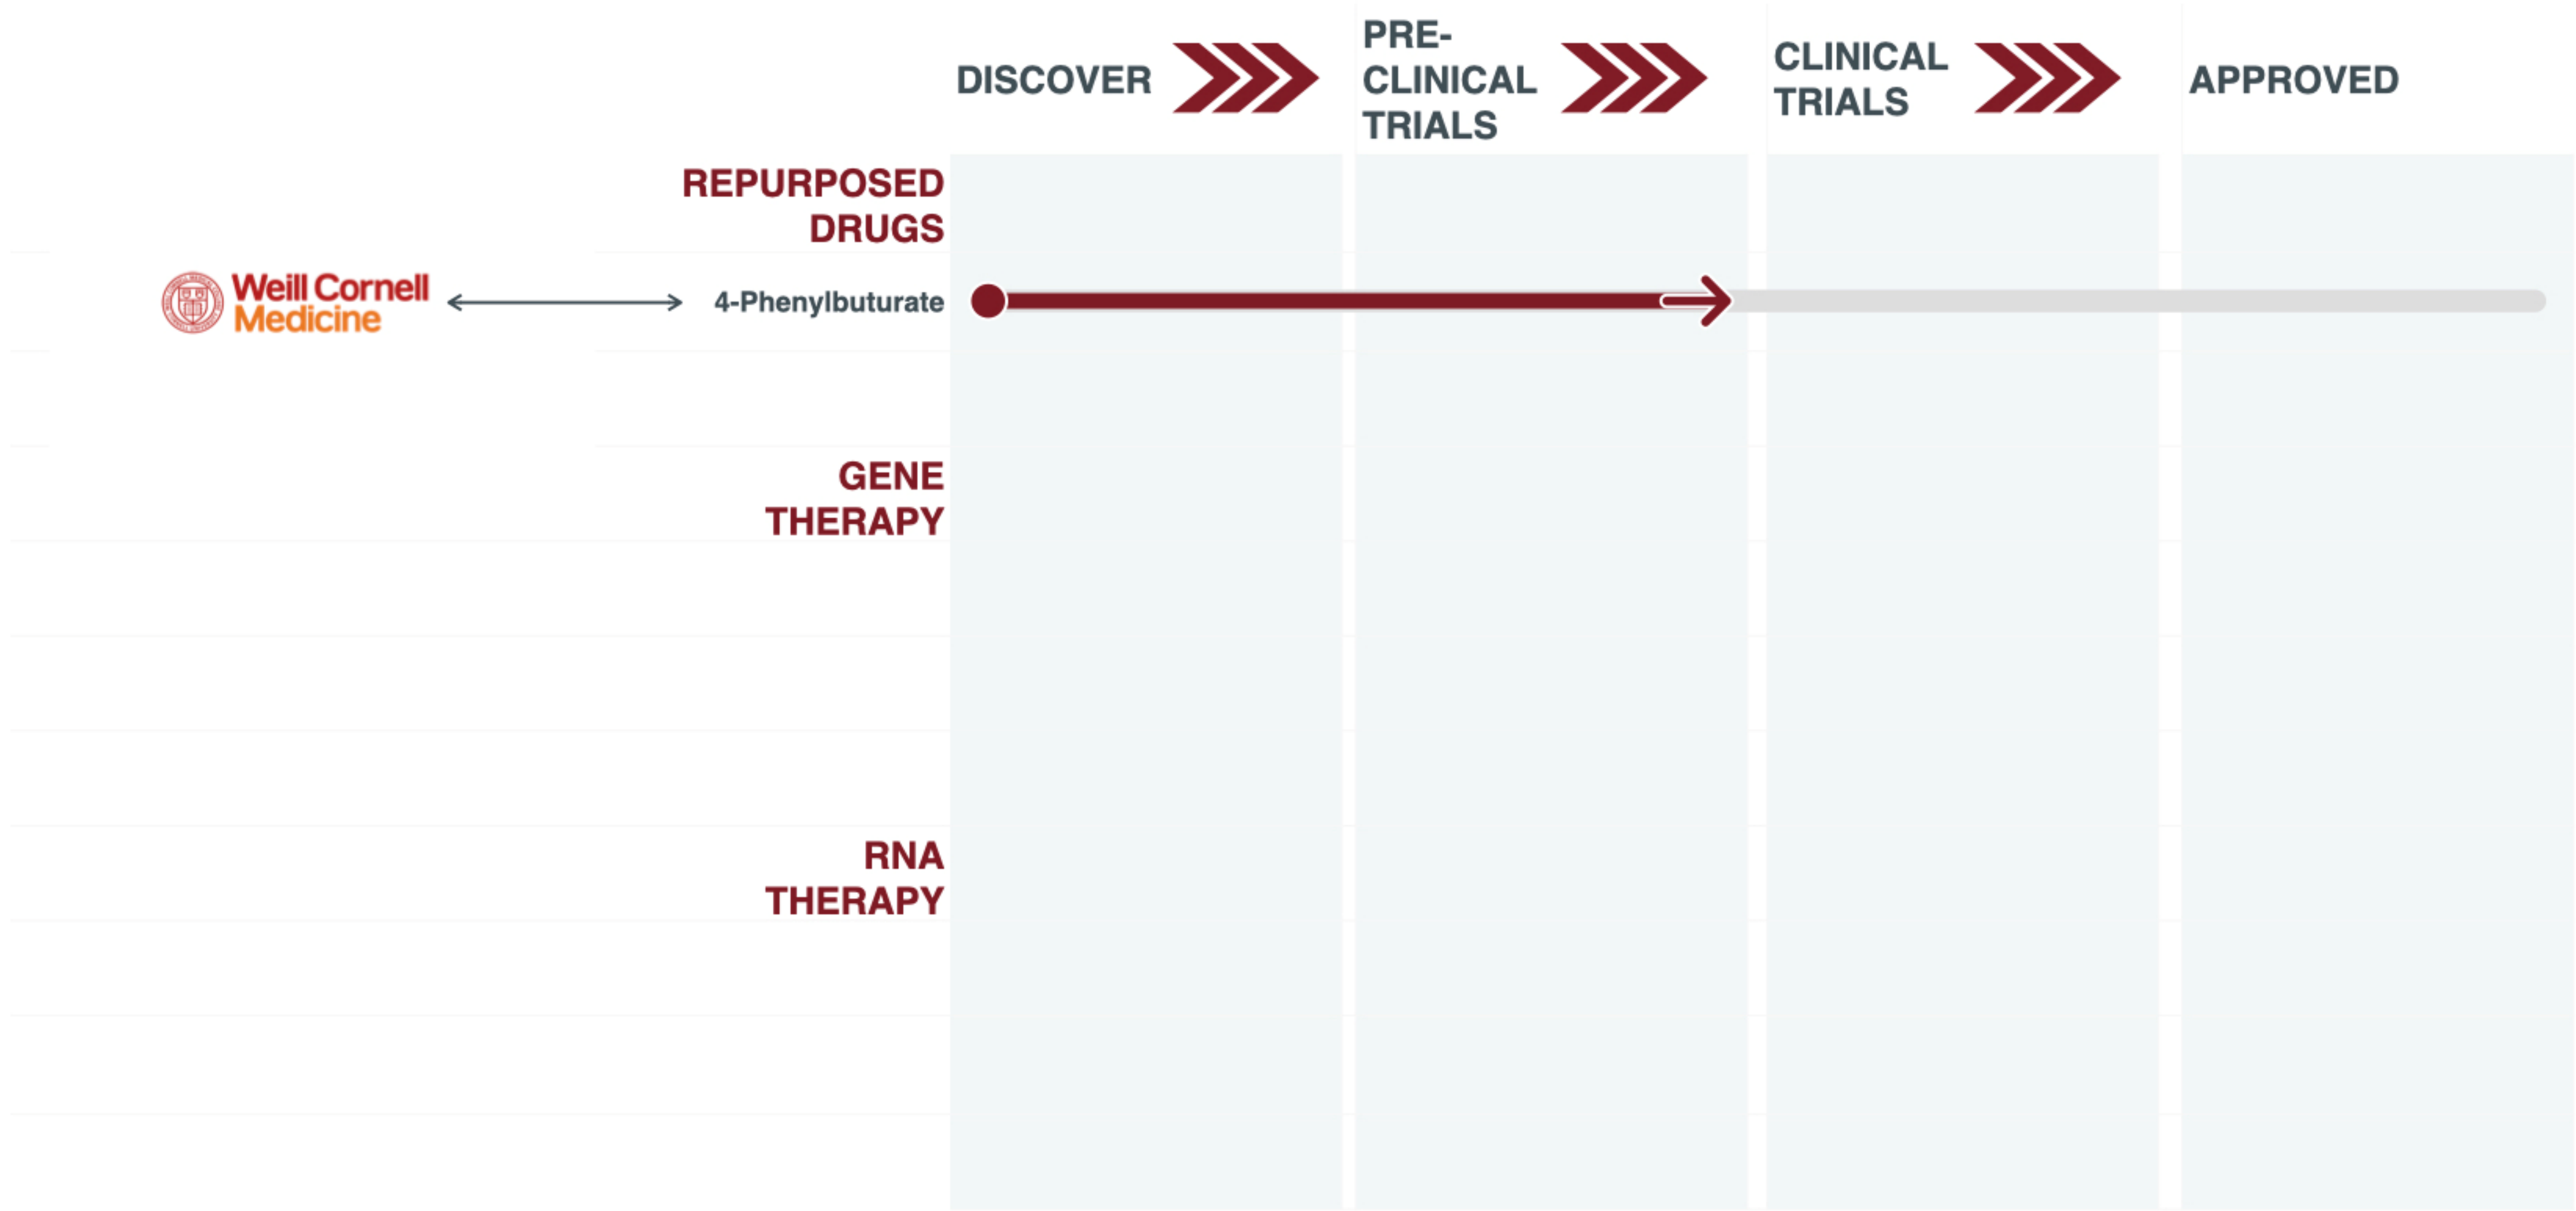 DISCOVER
PRE-
CLINICAL
TRIALS
CLINICAL
TRIALS
APPROVED
REPURPOSED
DRUGS
Weill Cornell
Medicine
4-Phenylbuturate
GENE
THERAPY
RNA
THERAPY